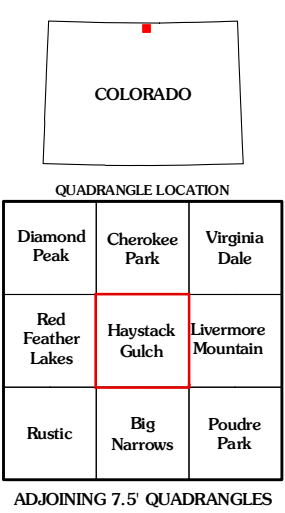 COLORADO
QUADRANGLE LOCATION
Diamond
Peak
Cherokee
Park
Virginia
Dale
Red
Feather
Lakes
Haystack
Gulch
Livermore
Mountain
Rustic
Big
Narrows
Poudre
Park
ADJOINING 7.5' QUADRANGLES